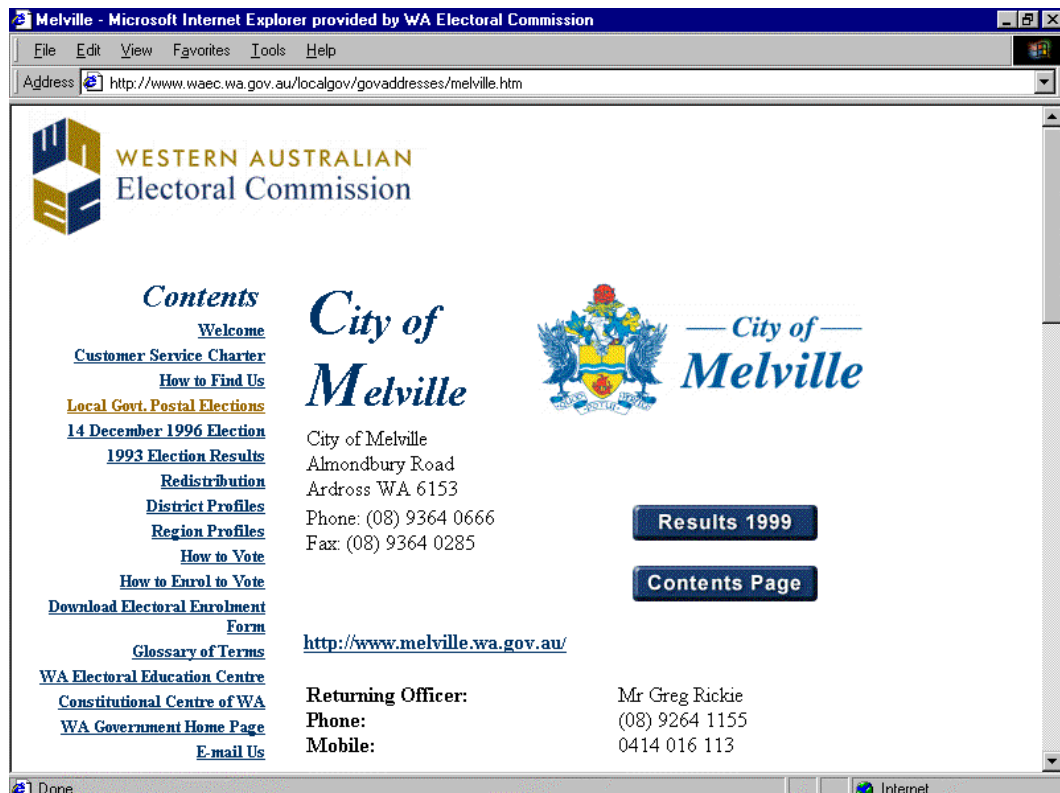 Melville - Microsoft Internet Explorer provided by WA Electoral Commission
File Edit View Favorites Tools Help
Address http://www.waec.wa.gov.au/localgov/govaddresses/melville.htm
WESTERN AUSTRALIAN
Electoral Commission
Contents
Welcome
Customer Service Charter
How to Find Us
Local Govt. Postal Elections
14 December 1996 Election
1993 Election Results
Redistribution
District Profiles
Region Profiles
How to Vote
How to Enrol to Vote
Download Electoral Enrolment
Form
Glossary of Terms
WA Electoral Education Centre
Constitutional Centre of WA
WA Government Home Page
E-mail Us
City of
Melville
City of
Melville
City of Melville
Almondbury Road
Ardross WA 6153
Phone: (08) 9364 0666
Fax: (08) 9364 0285
Results 1999
Contents Page
http://www.melville.wa.gov.au/
Returning Officer: Mr Greg Rickie
Phone: (08) 9264 1155
Mobile: 0414 016 113
Done Internet